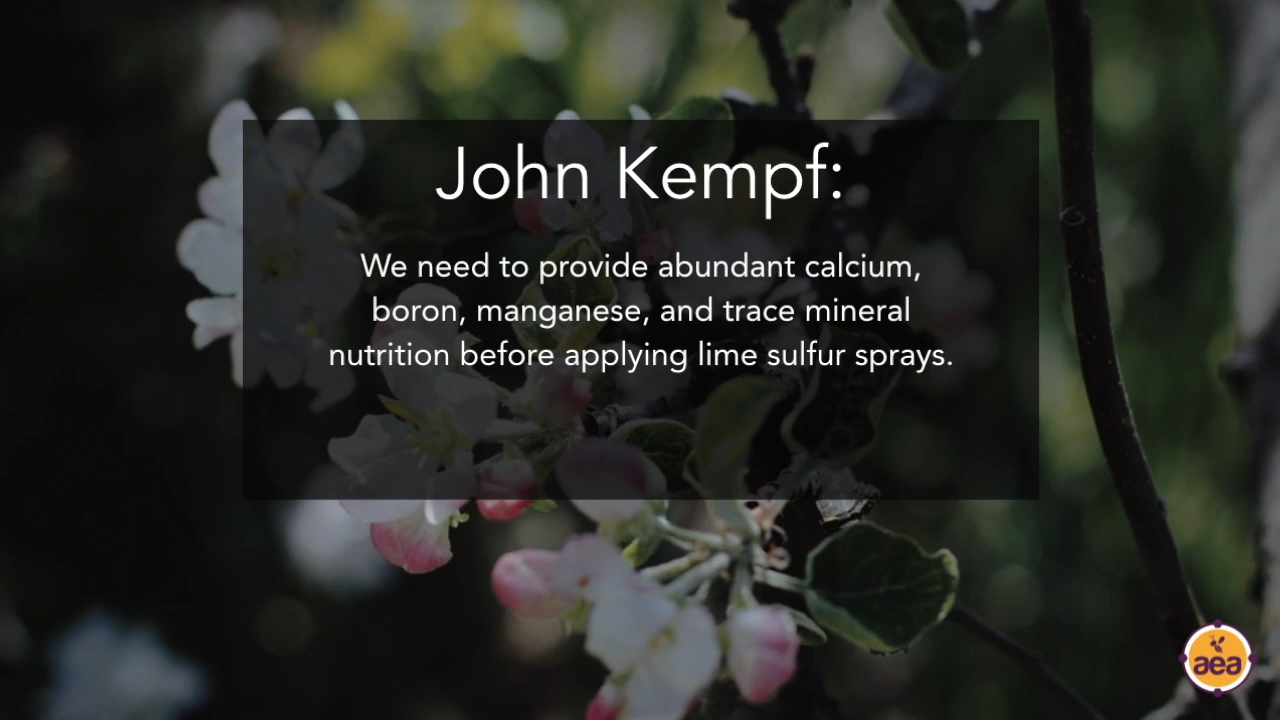 John Kempf:
We need to provide abundant calcium,
boron, manganese, and trace mineral
nutrition before applying lime sulfur sprays.
aea